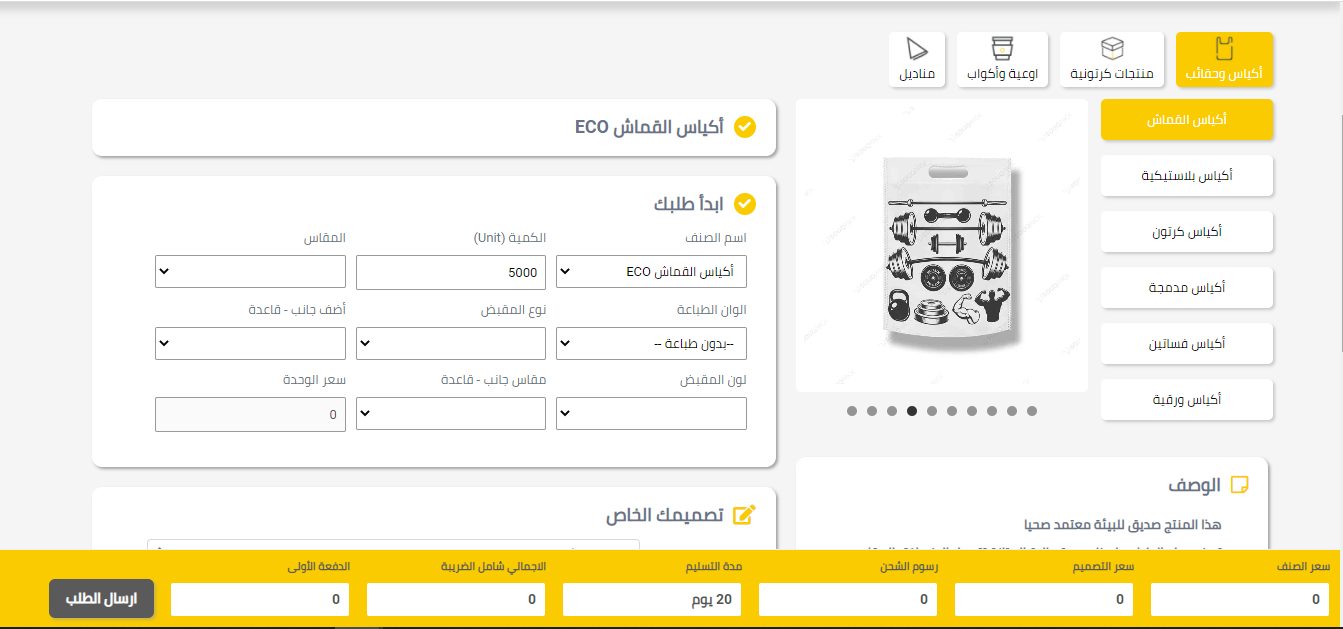 أكياس وحقائب
منتجات كرتونية
اوعية وأكواب
مناديل
أكياس القماش
أكياس بلاستيكية
أكياس كرتون
أكياس مدمجة
أكياس فساتين
أكياس ورقية
أكياس القماش ECO
ابدأ طلبك
اسم الصنف
الكمية (Unit)
المقاس
أكياس القماش ECO
5000
الوان الطباعة
نوع المقبض
أضف جانب - قاعدة
--بدون طباعة --
لون المقبض
مقاس جانب - قاعدة
سعر الوحدة
0
الوصف
هذا المنتج صديق للبيئة معتمد صحيا
تصميمك الخاص
سعر الصنف
سعر التصميم
رسوم الشحن
مدة التسليم
الاجمالي شامل الضريبة
الدفعة الأولى
0
0
0
20 يوم
0
0
ارسال الطلب